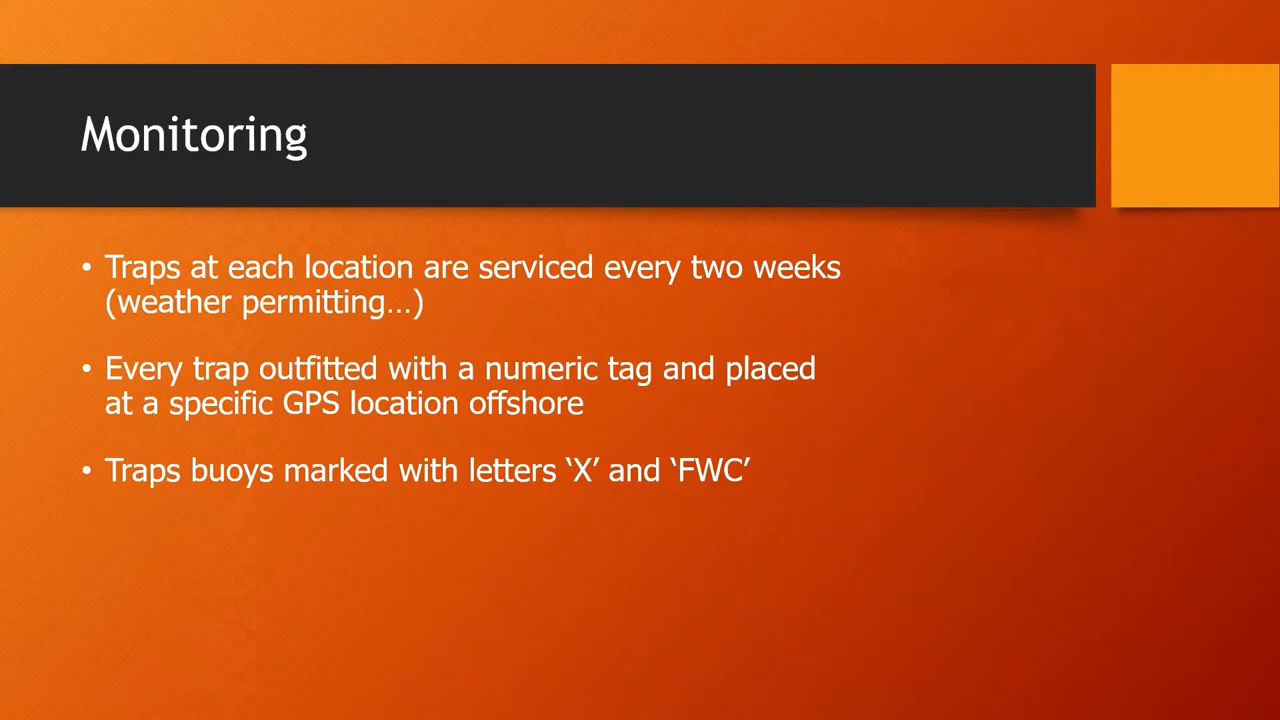 Monitoring
• Traps at each location are serviced every two weeks
(weather permitting…)
• Every trap outfitted with a numeric tag and placed
at a specific GPS location offshore
• Traps buoys marked with letters ‘X’ and ‘FWC’